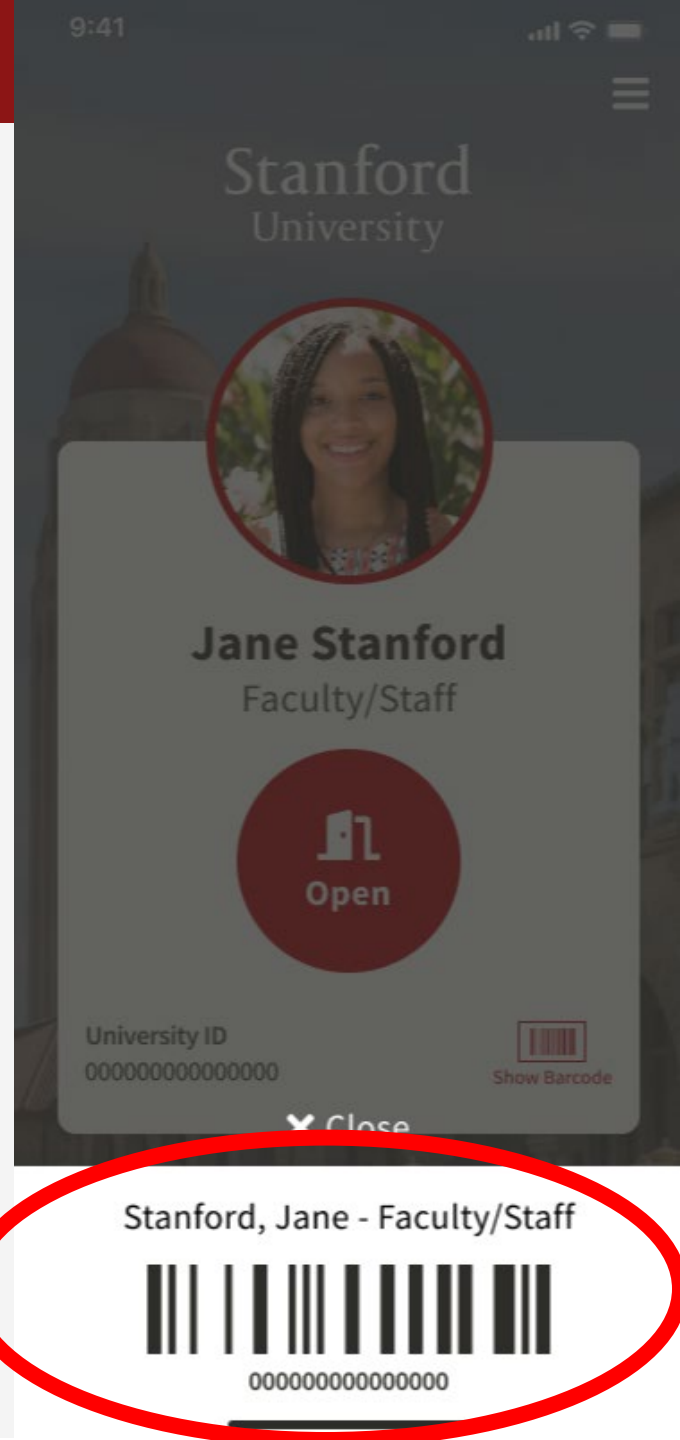 9:41
Stanford
University
Jane Stanford
Faculty/Staff
Open
University ID
000000000000000
Show Barcode
Close
Stanford, Jane - Faculty/Staff
000000000000000